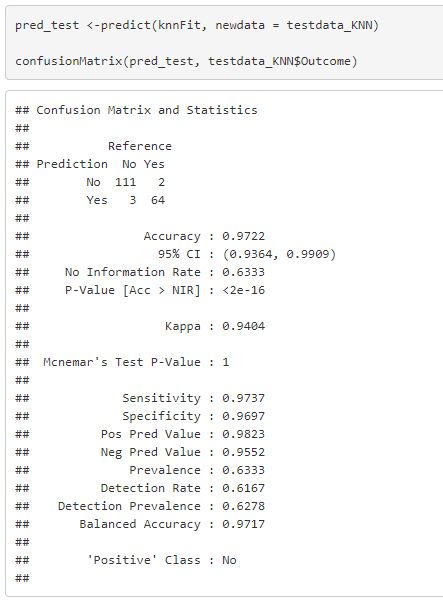 pred_test <-predict(knnFit, newdata = testdata_KNN)
confusionMatrix(pred_test, testdata_KNN$Outcome)
## Confusion Matrix and Statistics
##
##           Reference
## Prediction  No Yes
##        No  111   2
##        Yes   3  64
##
##                Accuracy : 0.9722
##                  95% CI : (0.9364, 0.9909)
##     No Information Rate : 0.6333
##     P-Value [Acc > NIR] : <2e-16
##
##                   Kappa : 0.9404
##
##  Mcnemar's Test P-Value : 1
##
##             Sensitivity : 0.9737
##             Specificity : 0.9697
##          Pos Pred Value : 0.9823
##          Neg Pred Value : 0.9552
##              Prevalence : 0.6333
##          Detection Rate : 0.6167
##    Detection Prevalence : 0.6278
##       Balanced Accuracy : 0.9717
##
##        'Positive' Class : No
##